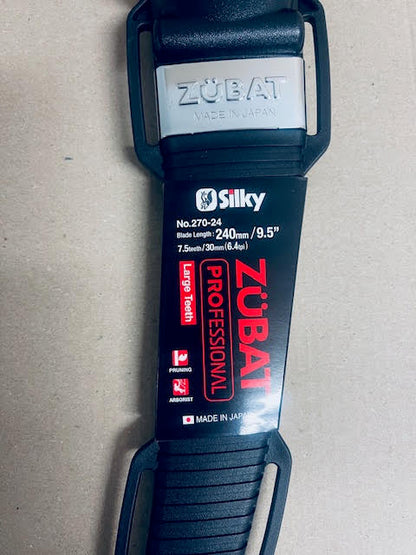 ZÜBAT
MADE IN JAPAN
Silky
No.270-24
Blade Length : 240mm/9.5"
7.5teeth/30mm(6.4tpi)
Large Teeth
ZÜBAT
PROFESSIONAL
PRUNING
ARBORIST
MADE IN JAPAN